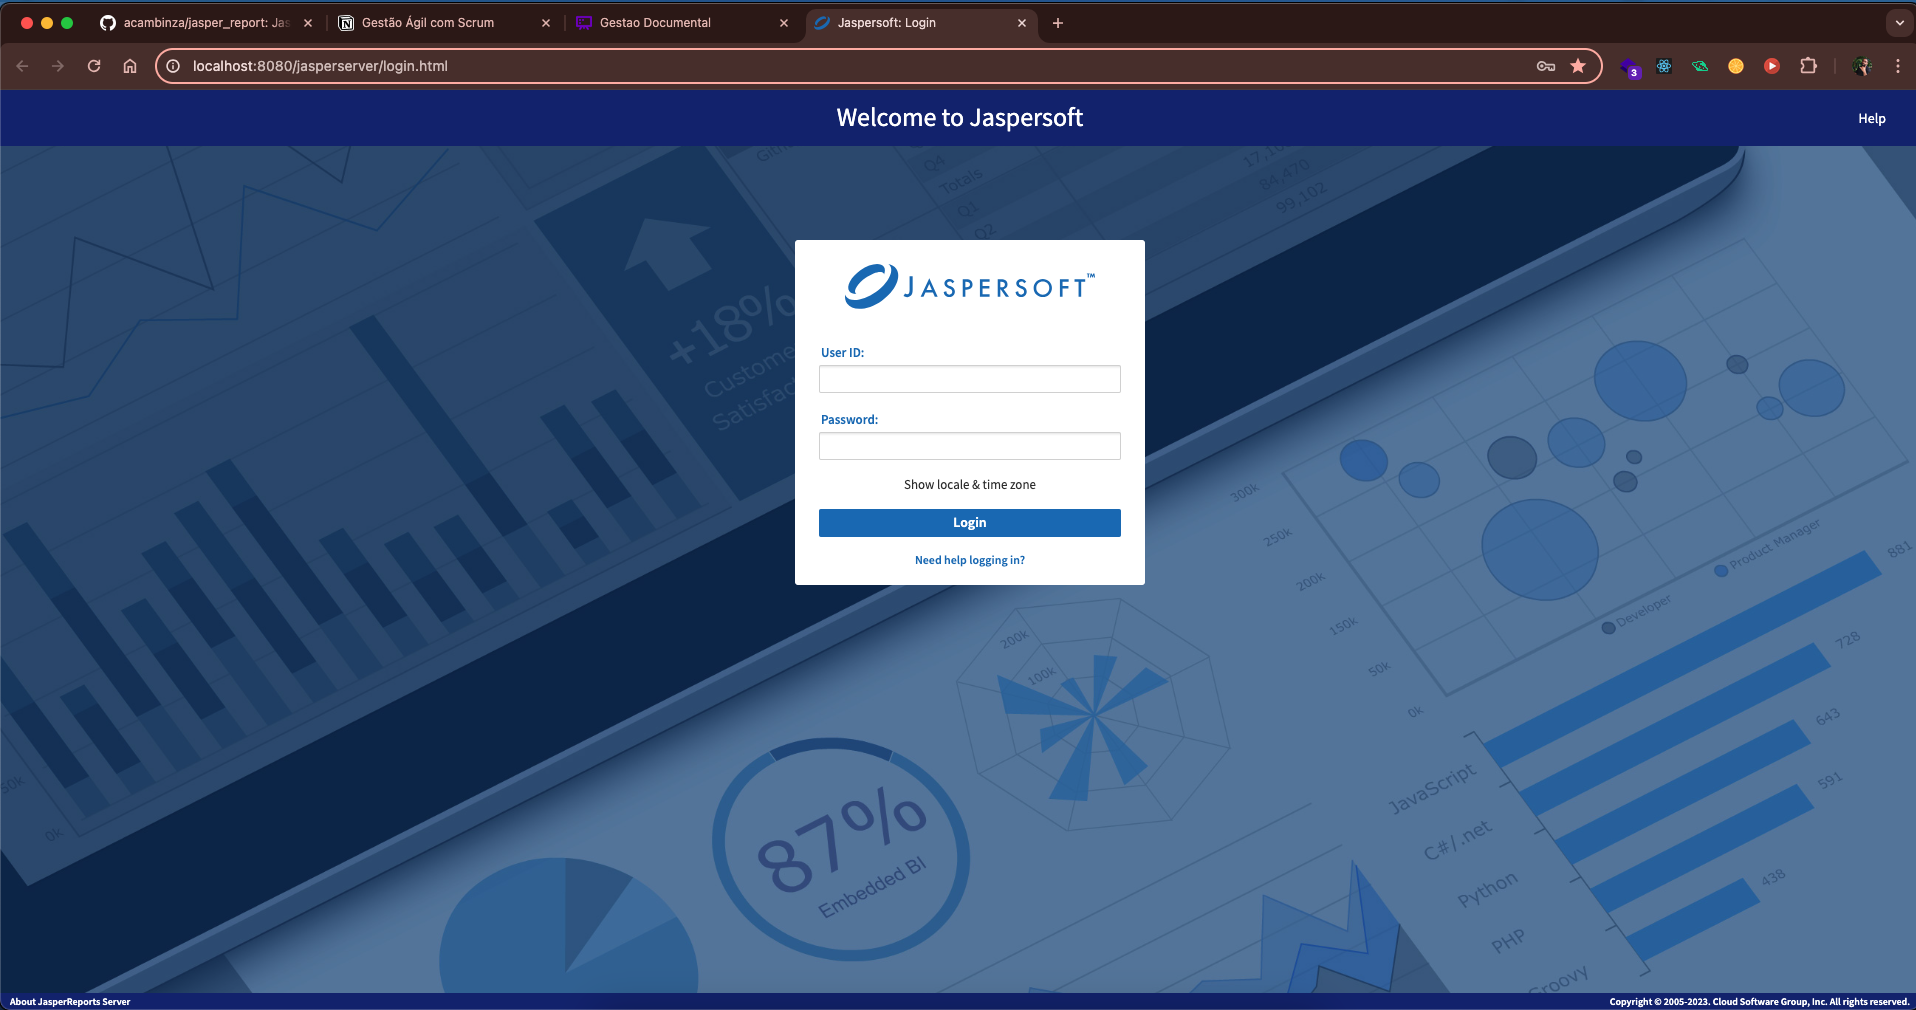 acambinza/jasper_report: Jas
Gestão Ágil com Scrum
Gestao Documental
Jaspersoft: Login
localhost:8080/jasperserver/login.html
3
Welcome to Jaspersoft
Help
Q4
Totals
Q1
Q2
84,470
99,102
+18%
Custome
Satisfac
JASPERSOFT™
User ID:
Password:
Show locale & time zone
Login
Need help logging in?
300k
250k
200k
150k
50k
0k
Product Manager
Developer
881
728
643
591
438
JavaScript
C#/.net
Python
PHP
Groovy
200k
100k
50k
0k
87%
Embedded BI
About JasperReports Server
Copyright © 2005-2023. Cloud Software Group, Inc. All rights reserved.